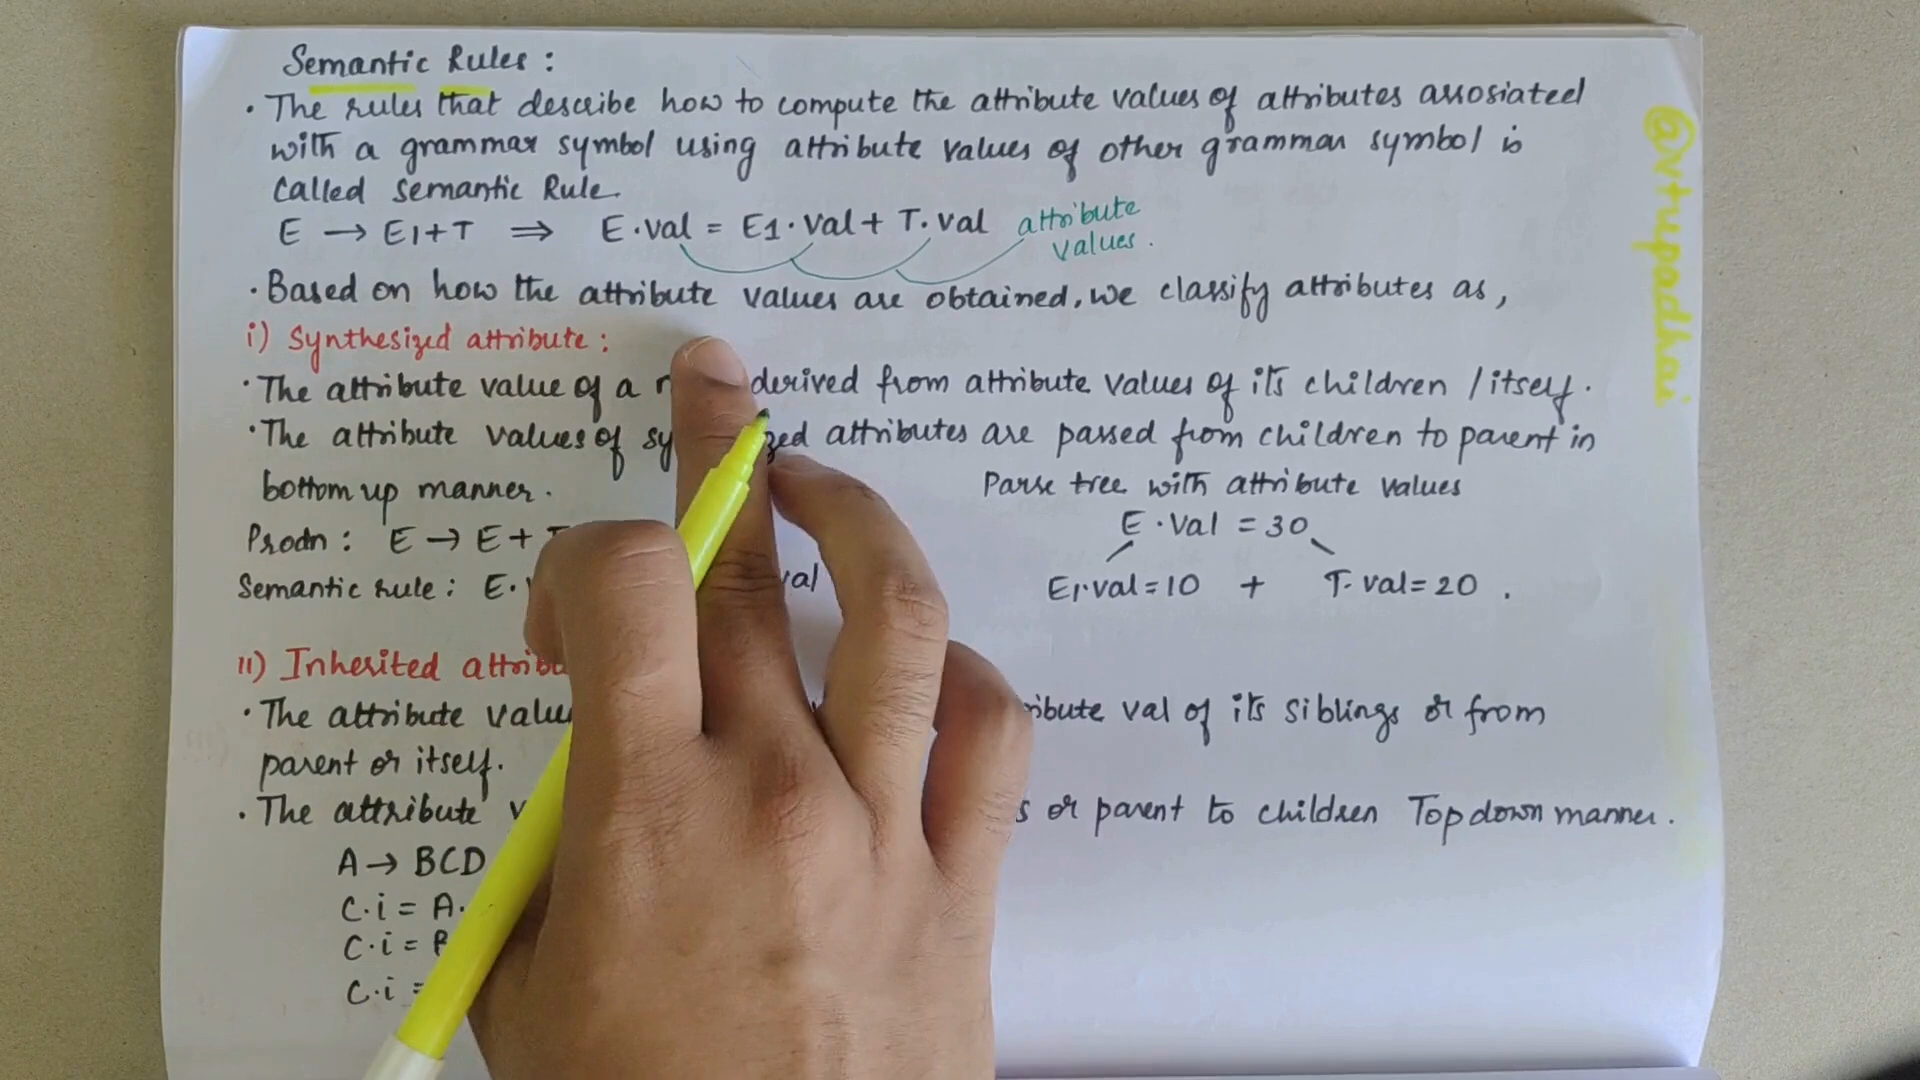 Semantic Rules :
• The rules that describe how to compute the attribute values of attributes assosiated
with a grammar symbol using attribute values of other grammar symbol is
called semantic Rule.
E → E1+T ⇒ E.val = E1.val + T.val attribute
values.
• Based on how the attribute values are obtained, we classify attributes as,
i) Synthesized attribute :
• The attribute value of a derived from attribute values of its children / itself.
• The attribute values of attributes are passed from children to parent in
bottom up manner.
Parse tree with attribute values
E.val = 30
Prodn : E → E +
Semantic rule : E. val
E1.val = 10 + T.val = 20 .
ii) Inherited
• The attribute val of its siblings or from
parent or itself.
• The attribute or parent to children Top down manner.
A → BCD
C.i = A.
C.i =
C.i =
@vtupadhai